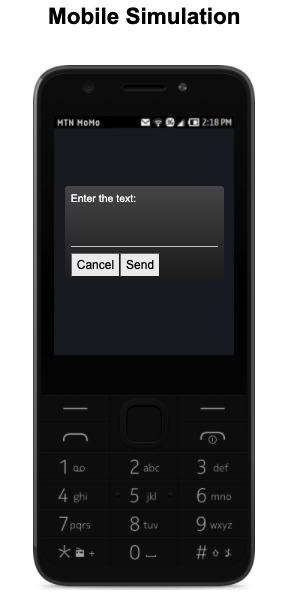 Mobile Simulation
MTN MoMo 2:18 PM
Enter the text:
Cancel Send
1 2 abc 3 def
4 ghi 5 jkl 6 mno
7 pqrs 8 tuv 9 wxyz
* + 0 #